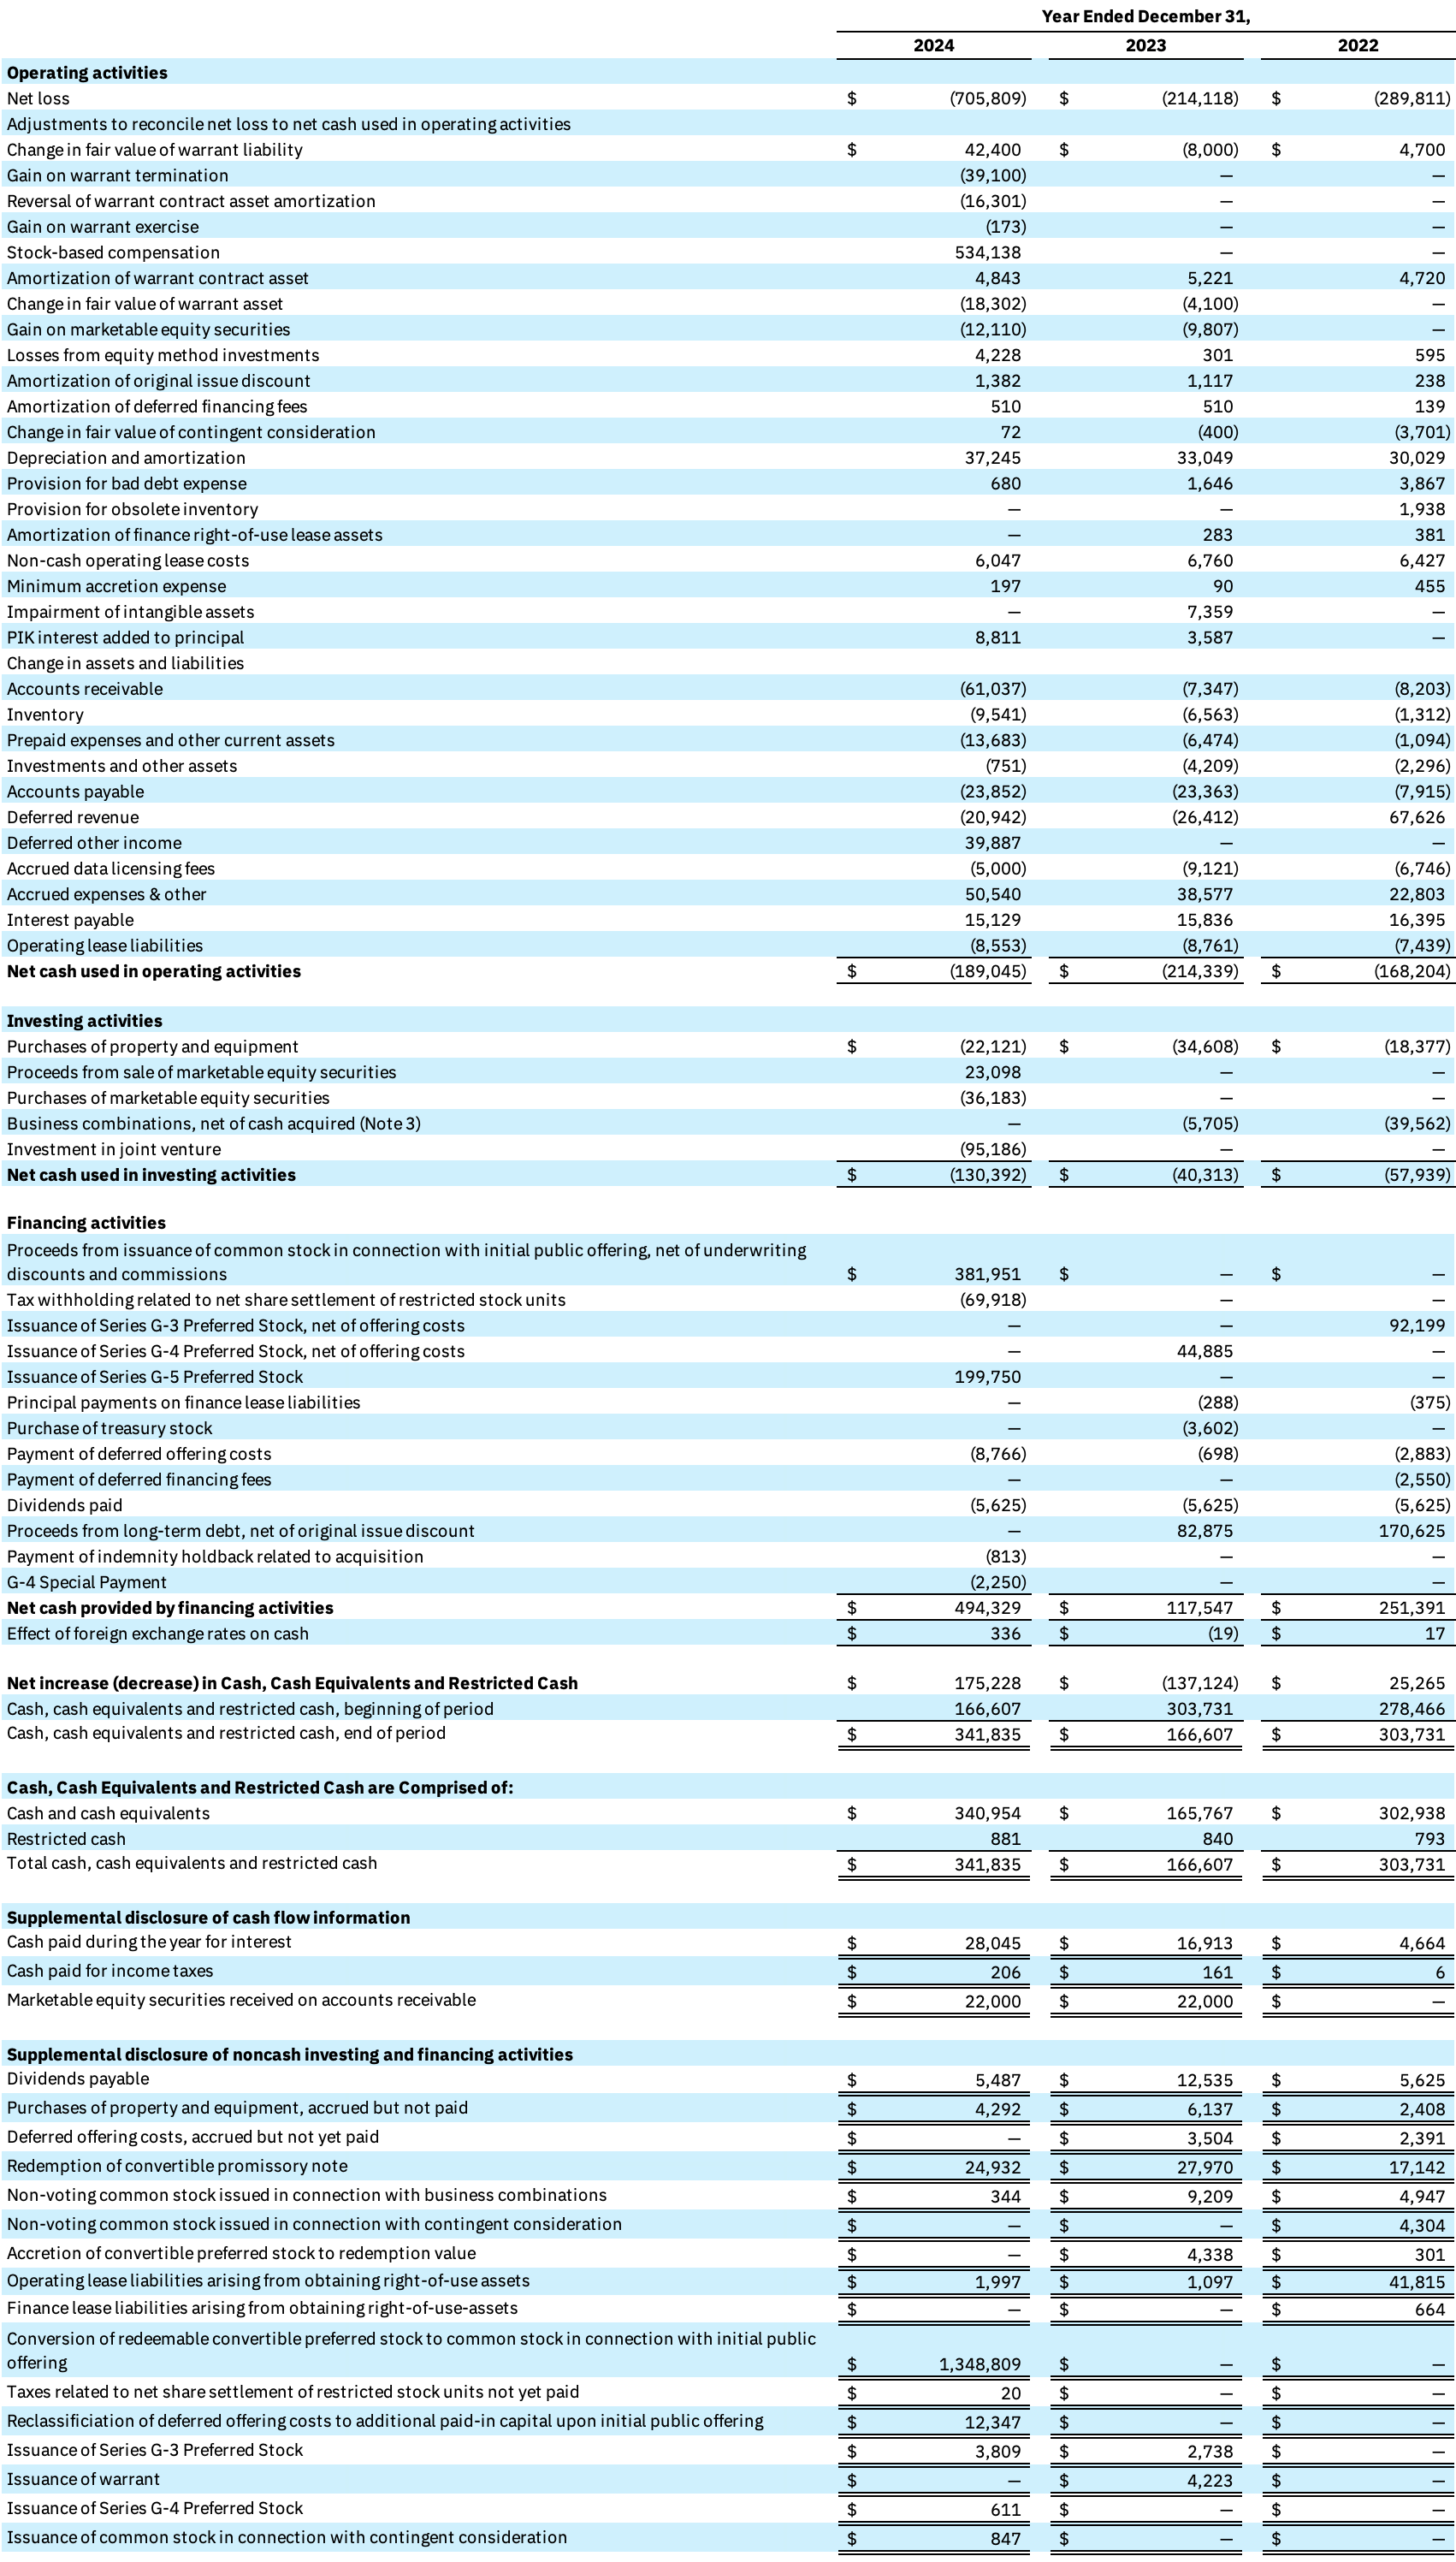 Year Ended December 31,
2024 2023 2022
Operating activities
Net loss $ (705,809) $ (214,118) $ (289,811)
Adjustments to reconcile net loss to net cash used in operating activities
Change in fair value of warrant liability $ 42,400 $ (8,000) $ 4,700
Gain on warrant termination (39,100) — —
Reversal of warrant contract asset amortization (16,301) — —
Gain on warrant exercise (173) — —
Stock-based compensation 534,138 — —
Amortization of warrant contract asset 4,843 5,221 4,720
Change in fair value of warrant asset (18,302) (4,100) —
Gain on marketable equity securities (12,110) (9,807) —
Losses from equity method investments 4,228 301 595
Amortization of original issue discount 1,382 1,117 238
Amortization of deferred financing fees 510 510 139
Change in fair value of contingent consideration 72 (400) (3,701)
Depreciation and amortization 37,245 33,049 30,029
Provision for bad debt expense 680 1,646 3,867
Provision for obsolete inventory — — 1,938
Amortization of finance right-of-use lease assets — 283 381
Non-cash operating lease costs 6,047 6,760 6,427
Minimum accretion expense 197 90 455
Impairment of intangible assets — 7,359 —
PIK interest added to principal 8,811 3,587 —
Change in assets and liabilities
Accounts receivable (61,037) (7,347) (8,203)
Inventory (9,541) (6,563) (1,312)
Prepaid expenses and other current assets (13,683) (6,474) (1,094)
Investments and other assets (751) (4,209) (2,296)
Accounts payable (23,852) (23,363) (7,915)
Deferred revenue (20,942) (26,412) 67,626
Deferred other income 39,887 — —
Accrued data licensing fees (5,000) (9,121) (6,746)
Accrued expenses & other 50,540 38,577 22,803
Interest payable 15,129 15,836 16,395
Operating lease liabilities (8,553) (8,761) (7,439)
Net cash used in operating activities $ (189,045) $ (214,339) $ (168,204)
Investing activities
Purchases of property and equipment $ (22,121) $ (34,608) $ (18,377)
Proceeds from sale of marketable equity securities 23,098 — —
Purchases of marketable equity securities (36,183) — —
Business combinations, net of cash acquired (Note 3) — (5,705) (39,562)
Investment in joint venture (95,186) — —
Net cash used in investing activities $ (130,392) $ (40,313) $ (57,939)
Financing activities
Proceeds from issuance of common stock in connection with initial public offering, net of underwriting
discounts and commissions $ 381,951 $ — $ —
Tax withholding related to net share settlement of restricted stock units (69,918) — —
Issuance of Series G-3 Preferred Stock, net of offering costs — — 92,199
Issuance of Series G-4 Preferred Stock, net of offering costs — 44,885 —
Issuance of Series G-5 Preferred Stock 199,750 — —
Principal payments on finance lease liabilities — (288) (375)
Purchase of treasury stock — (3,602) —
Payment of deferred offering costs (8,766) (698) (2,883)
Payment of deferred financing fees — — (2,550)
Dividends paid (5,625) (5,625) (5,625)
Proceeds from long-term debt, net of original issue discount — 82,875 170,625
Payment of indemnity holdback related to acquisition (813) — —
G-4 Special Payment (2,250) — —
Net cash provided by financing activities $ 494,329 $ 117,547 $ 251,391
Effect of foreign exchange rates on cash $ 336 $ (19) $ 17
Net increase (decrease) in Cash, Cash Equivalents and Restricted Cash $ 175,228 $ (137,124) $ 25,265
Cash, cash equivalents and restricted cash, beginning of period 166,607 303,731 278,466
Cash, cash equivalents and restricted cash, end of period $ 341,835 $ 166,607 $ 303,731
Cash, Cash Equivalents and Restricted Cash are Comprised of:
Cash and cash equivalents $ 340,954 $ 165,767 $ 302,938
Restricted cash 881 840 793
Total cash, cash equivalents and restricted cash $ 341,835 $ 166,607 $ 303,731
Supplemental disclosure of cash flow information
Cash paid during the year for interest $ 28,045 $ 16,913 $ 4,664
Cash paid for income taxes $ 206 $ 161 $ 6
Marketable equity securities received on accounts receivable $ 22,000 $ 22,000 $ —
Supplemental disclosure of noncash investing and financing activities
Dividends payable $ 5,487 $ 12,535 $ 5,625
Purchases of property and equipment, accrued but not paid $ 4,292 $ 6,137 $ 2,408
Deferred offering costs, accrued but not yet paid $ — $ 3,504 $ 2,391
Redemption of convertible promissory note $ 24,932 $ 27,970 $ 17,142
Non-voting common stock issued in connection with business combinations $ 344 $ 9,209 $ 4,947
Non-voting common stock issued in connection with contingent consideration $ — $ — $ 4,304
Accretion of convertible preferred stock to redemption value $ — $ 4,338 $ 301
Operating lease liabilities arising from obtaining right-of-use assets $ 1,997 $ 1,097 $ 41,815
Finance lease liabilities arising from obtaining right-of-use-assets $ — $ — $ 664
Conversion of redeemable convertible preferred stock to common stock in connection with initial public
offering $ 1,348,809 $ — $ —
Taxes related to net share settlement of restricted stock units not yet paid $ 20 $ — $ —
Reclassificiation of deferred offering costs to additional paid-in capital upon initial public offering $ 12,347 $ — $ —
Issuance of Series G-3 Preferred Stock $ 3,809 $ 2,738 $ —
Issuance of warrant $ — $ 4,223 $ —
Issuance of Series G-4 Preferred Stock $ 611 $ — $ —
Issuance of common stock in connection with contingent consideration $ 847 $ — $ —